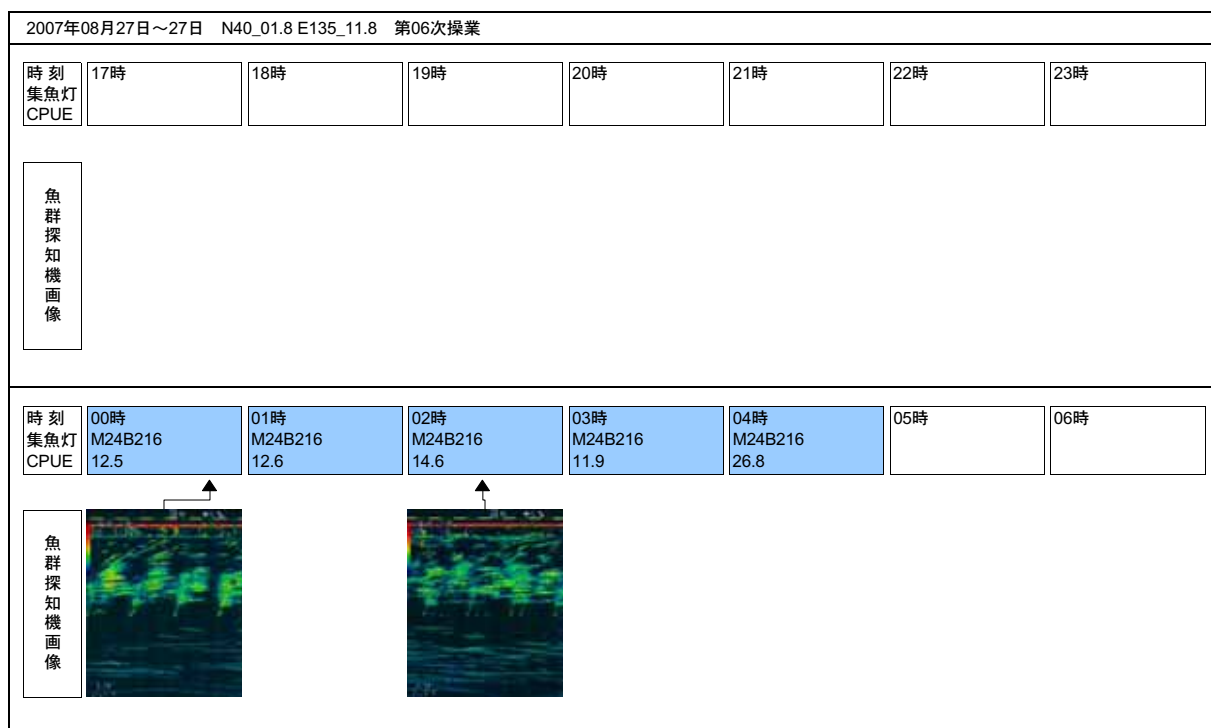 2007年08月27日～27日 N40_01.8 E135_11.8 第06次操業
時 刻
集魚灯
CPUE
17時
18時
19時
20時
21時
22時
23時
魚群探知機画像
時 刻
集魚灯
CPUE
00時
M24B216
12.5
01時
M24B216
12.6
02時
M24B216
14.6
03時
M24B216
11.9
04時
M24B216
26.8
05時
06時
魚群探知機画像